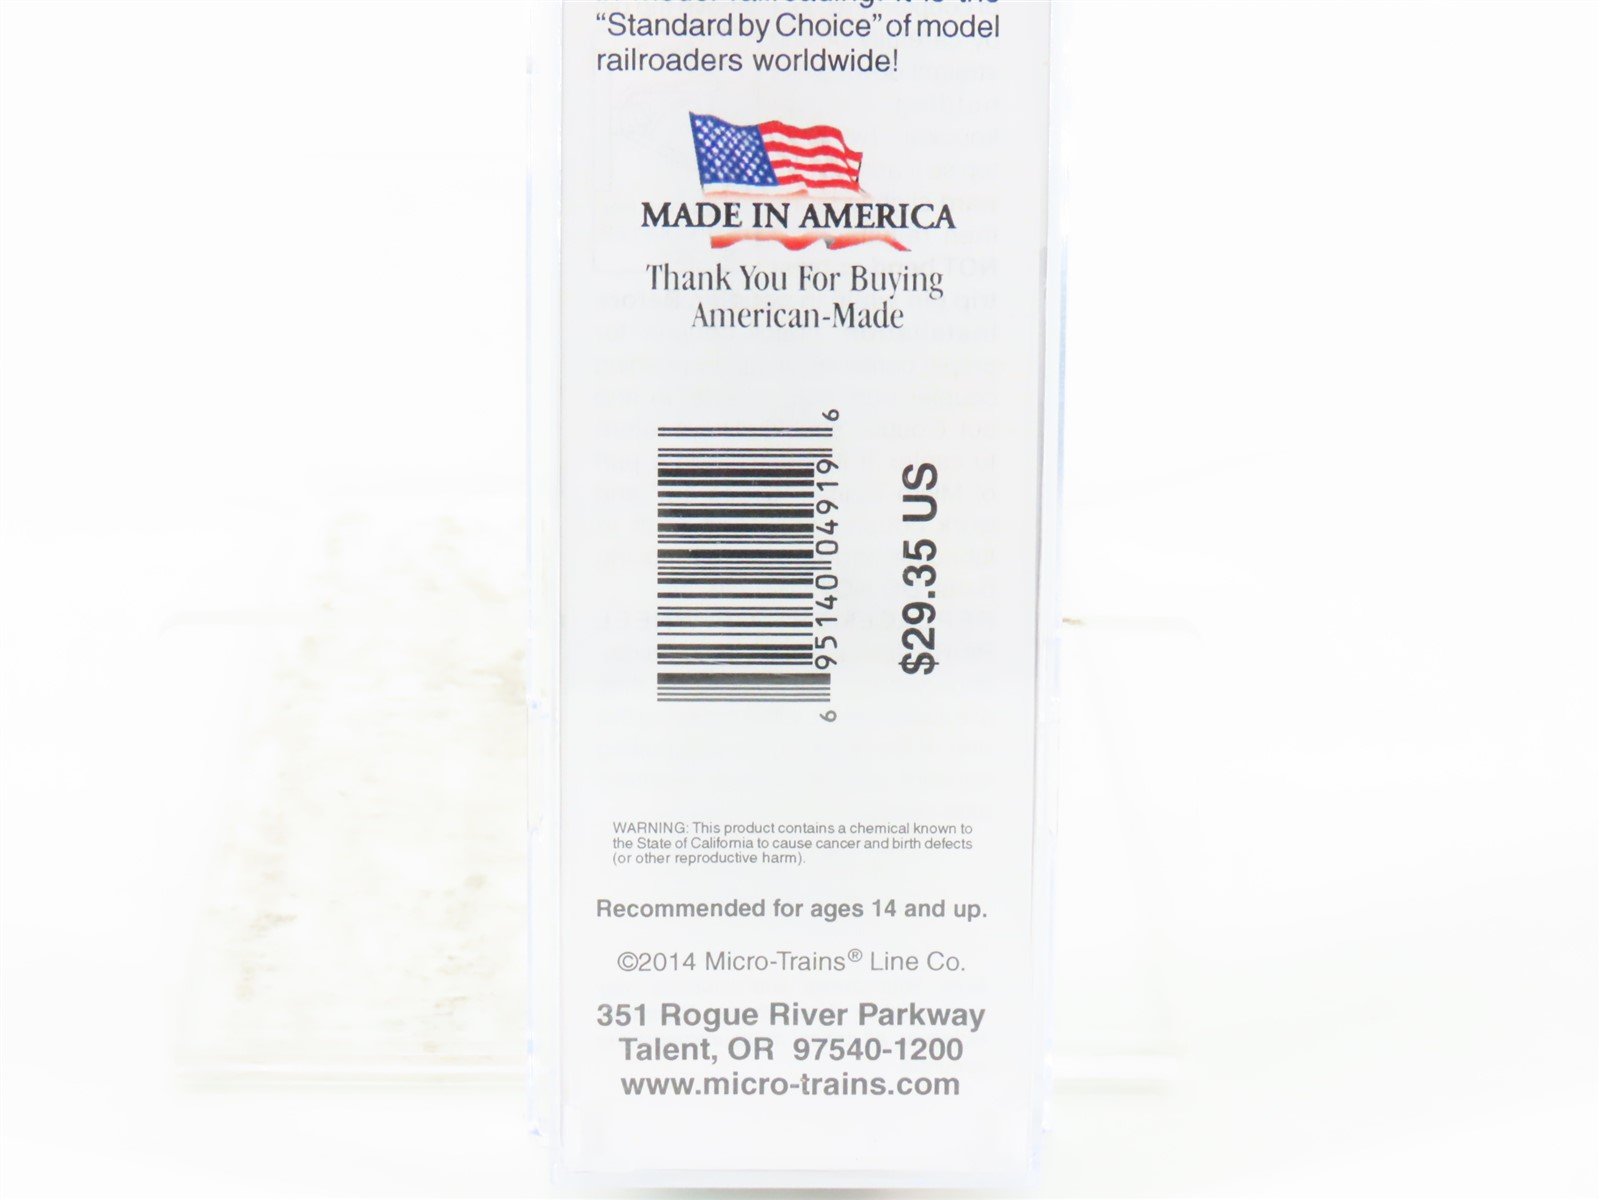 "Standard by Choice" of model
railroaders worldwide!
MADE IN AMERICA
Thank You For Buying
American-Made
6 95140 04919 6
$29.35 US
WARNING: This product contains a chemical known to
the State of California to cause cancer and birth defects
(or other reproductive harm).
Recommended for ages 14 and up.
©2014 Micro-Trains® Line Co.
351 Rogue River Parkway
Talent, OR 97540-1200
www.micro-trains.com